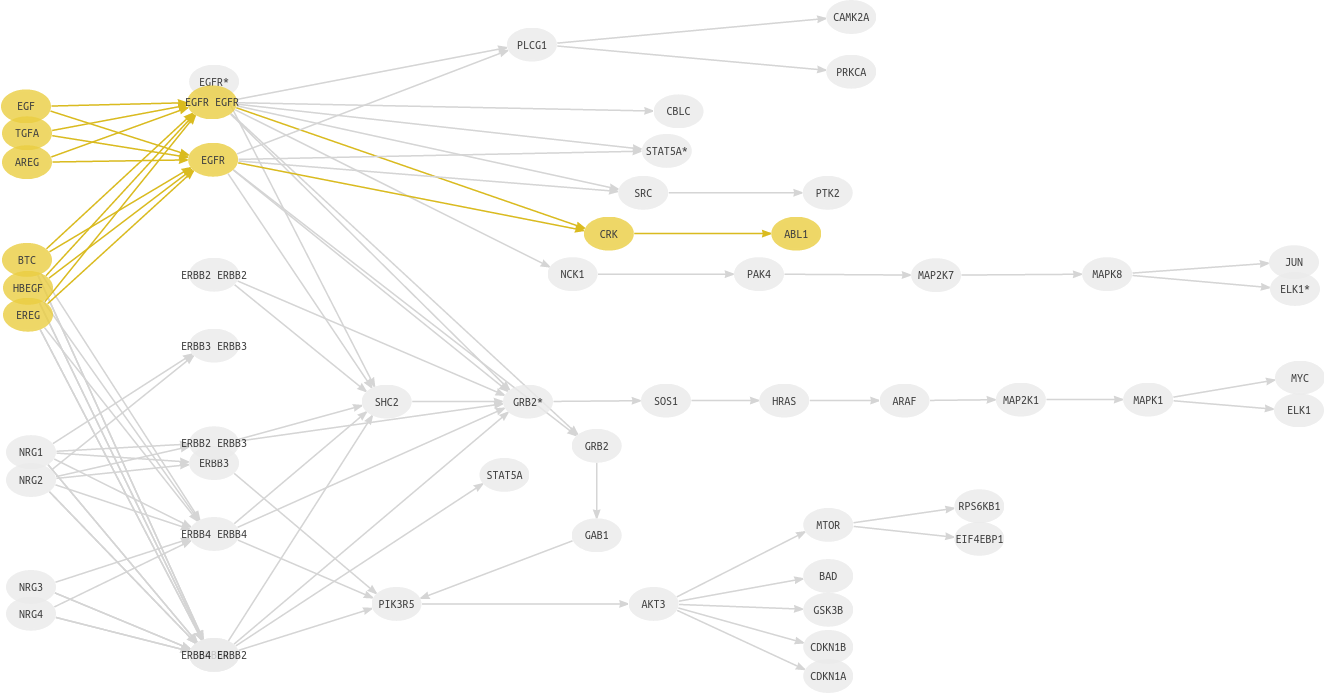 CAMK2A
PLCG1
PRKCA
EGFR*
EGFR EGFR
EGF
CBLC
TGFA
STAT5A*
AREG
EGFR
SRC
PTK2
CRK
ABL1
BTC
ERBB2 ERBB2
NCK1
PAK4
MAP2K7
MAPK8
JUN
HBEGF
ELK1*
EREG
ERBB3 ERBB3
MYC
SHC2
GRB2*
SOS1
HRAS
ARAF
MAP2K1
MAPK1
ELK1
ERBB2 ERBB3
GRB2
NRG1
ERBB3
NRG2
STAT5A
RPS6KB1
MTOR
ERBB4 ERBB4
GAB1
EIF4EBP1
BAD
NRG3
PIK3R5
AKT3
GSK3B
NRG4
CDKN1B
ERBB4 ERBB2
CDKN1A